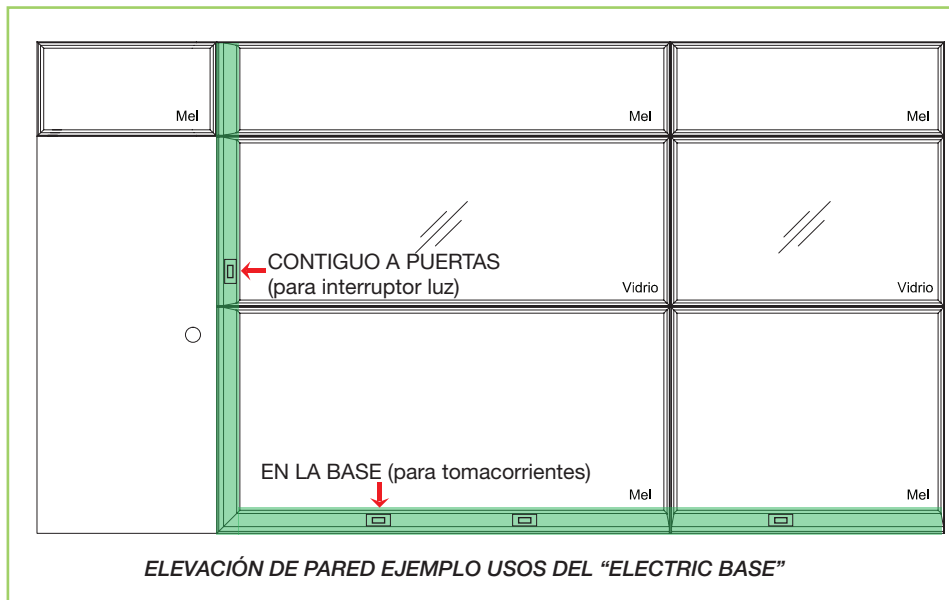 Mel
Mel
Mel
CONTIGUO A PUERTAS
(para interruptor luz)
Vidrio
Vidrio
EN LA BASE (para tomacorrientes)
Mel
Mel
ELEVACIÓN DE PARED EJEMPLO USOS DEL “ELECTRIC BASE”